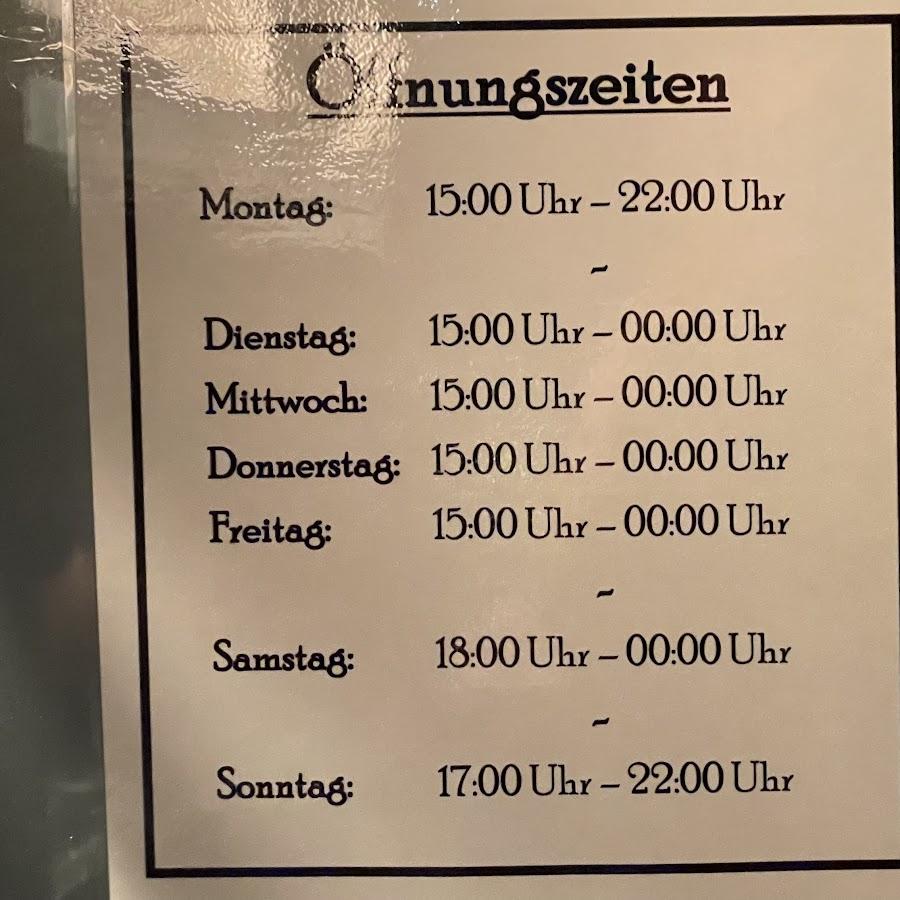 Öffnungszeiten
Montag: 15:00 Uhr – 22:00 Uhr
~
Dienstag: 15:00 Uhr – 00:00 Uhr
Mittwoch: 15:00 Uhr – 00:00 Uhr
Donnerstag: 15:00 Uhr – 00:00 Uhr
Freitag: 15:00 Uhr – 00:00 Uhr
~
Samstag: 18:00 Uhr – 00:00 Uhr
~
Sonntag: 17:00 Uhr – 22:00 Uhr